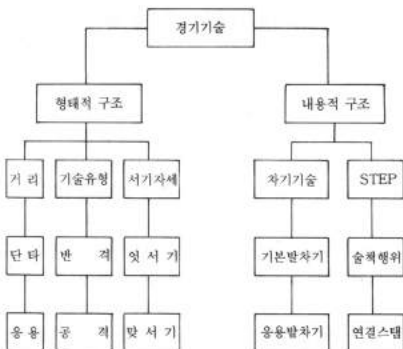 경기기술
형태적 구조
내용적 구조
거 리
기술유형
서기자세
차기기술
STEP
단 타
반 격
엇 서 기
기본발차기
술책행위
응 용
공 격
맞 서 기
응용발차기
연결스탭